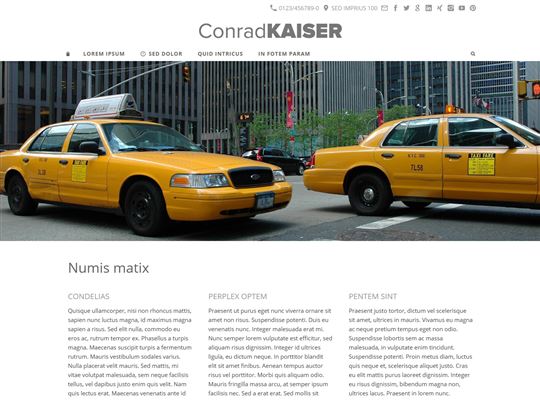 0123/456789-0 SEO IMPRIUS 100
ConradKAISER
LOREM IPSUM SED DOLOR QUID INTRICUS IN FOTEM PARAM
N.Y.C. TAXI
7L58
TAXI FARE
Numis matix
CONDELIAS
Quisque ullamcorper, nisi non rhoncus mattis,
sapien nunc luctus magna, id maximus magna
sapien a risus. Sed elit nulla, commodo eu
eros ac, rutrum tempor ex. Phasellus a turpis
magna. Maecenas suscipit turpis a fermentum
rutrum. Mauris vestibulum sodales varius.
Nulla placerat velit mauris. Sed mattis, mi
vitae volutpat malesuada, sem neque facilisis
tellus, vel dapibus justo enim quis velit. Nam
quis lectus erat. Maecenas venenatis ante id
PERPLEX OPTEM
Praesent ut purus eget nunc viverra ornare sit
amet non risus. Suspendisse potenti. Duis eu
venenatis nunc. Integer malesuada erat mi.
Nunc semper lorem vulputate est efficitur, sed
aliquam risus dignissim. Integer ut ultrices
ligula, eu dictum neque. In porttitor blandit
elit sit amet finibus. Aenean tempus auctor
risus vel porttitor. Morbi quis aliquam odio.
Mauris fringilla massa arcu, at semper ipsum
facilisis nec. Sed a erat erat. Sed mollis sit
PENTEM SINT
Praesent justo tortor, dictum vel scelerisque
sit amet, ultrices in mauris. Vivamus eu magna
ac neque pretium tempus eget non odio.
Suspendisse lobortis sem ac massa
malesuada, in vulputate enim tincidunt.
Suspendisse potenti. Proin metus diam, luctus
quis neque et, scelerisque aliquet justo. Cras
eu elit mattis purus dignissim laoreet. Integer
eu risus dignissim, bibendum magna non,
ultrices lacus. Praesent in lorem nunc.